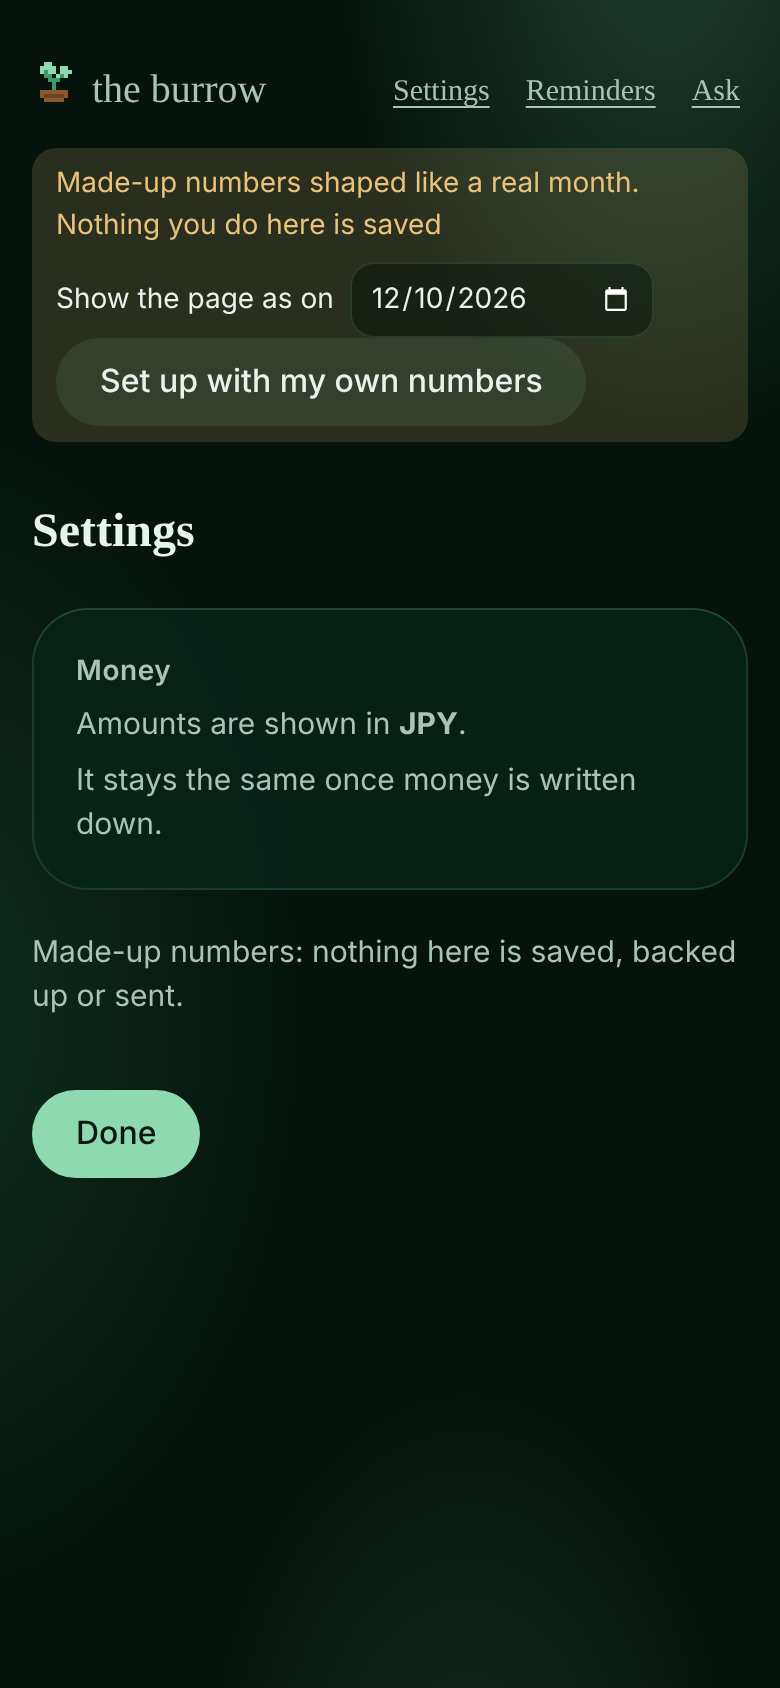 the burrow
Settings
Reminders
Ask
Made-up numbers shaped like a real month.
Nothing you do here is saved
Show the page as on
12/10/2026
Set up with my own numbers
Settings
Money
Amounts are shown in JPY.
It stays the same once money is written
down.
Made-up numbers: nothing here is saved, backed
up or sent.
Done